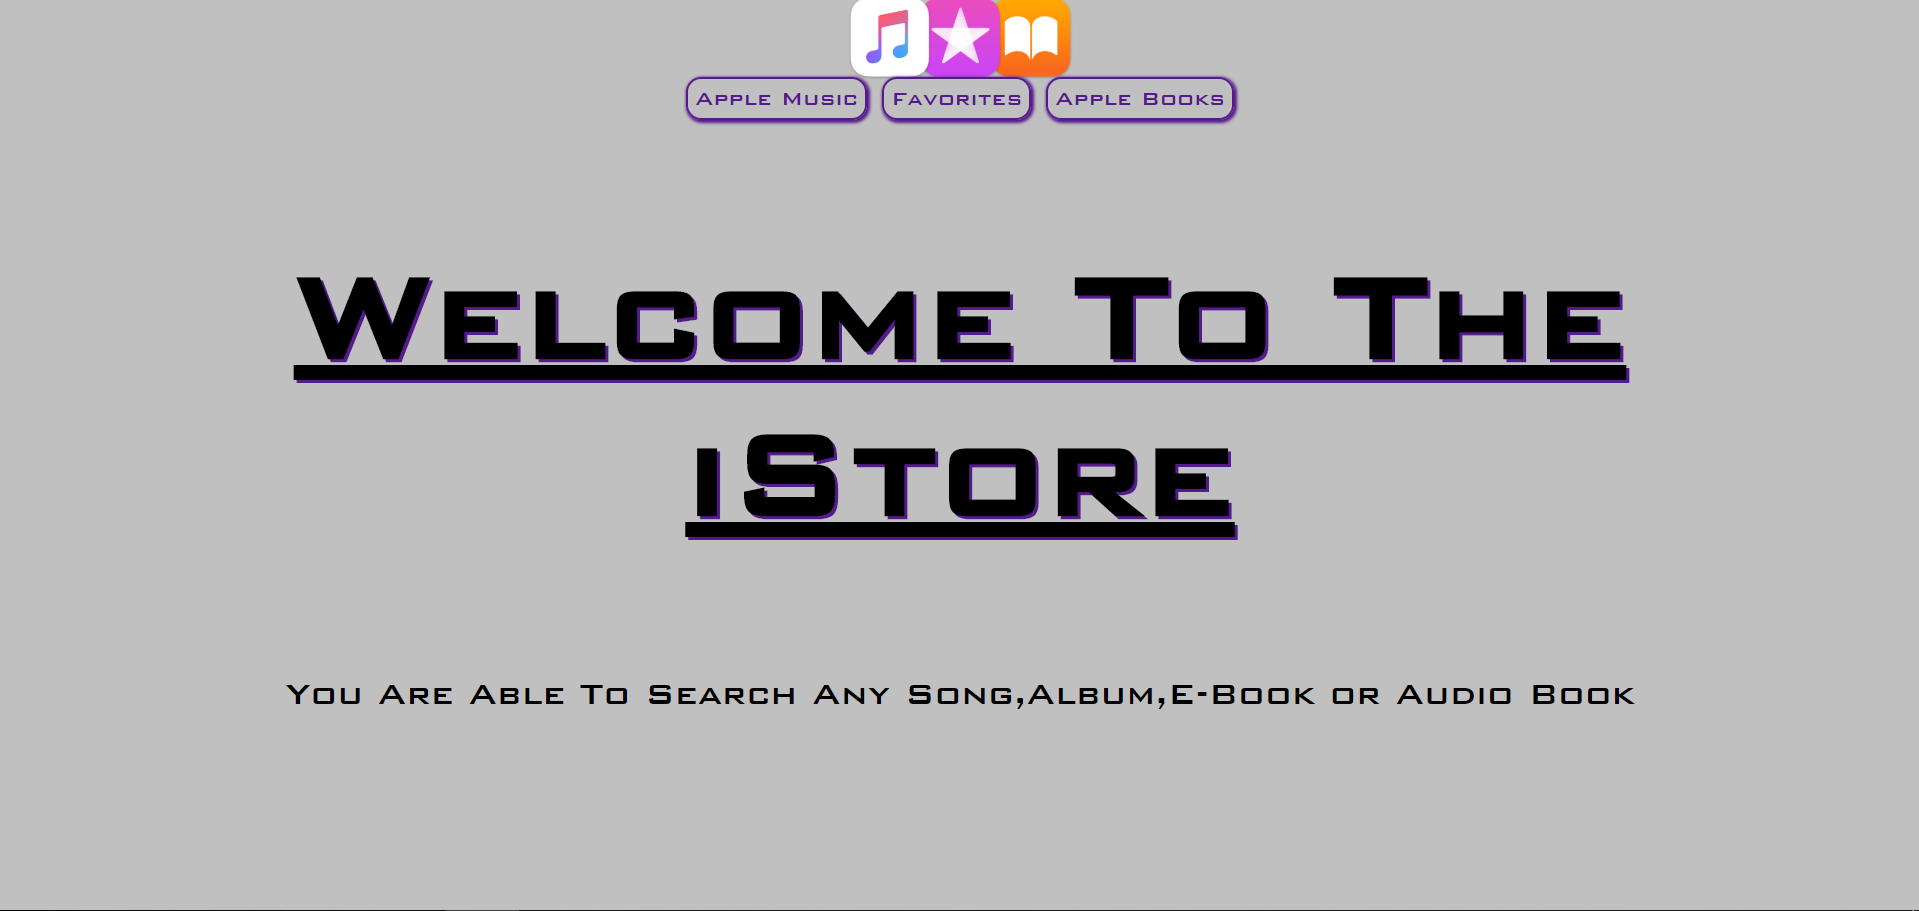 Apple Music Favorites Apple Books
Welcome To The
iStore
You Are Able To Search Any Song,Album,E-Book or Audio Book